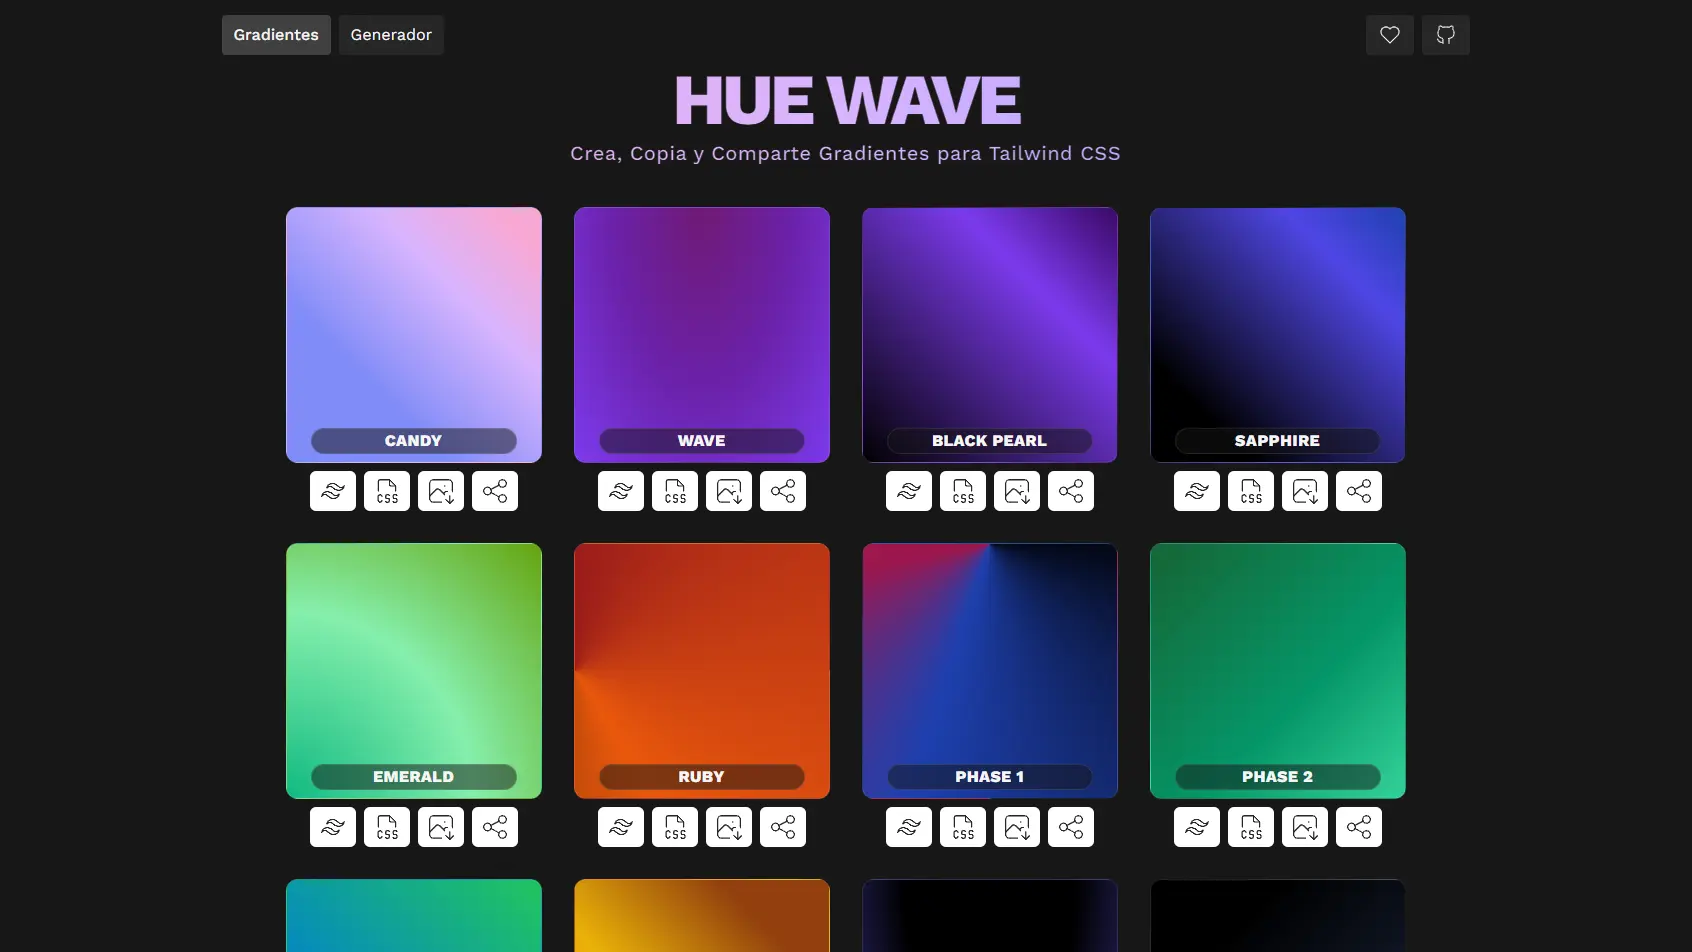 Gradientes
Generador
HUE WAVE
Crea, Copia y Comparte Gradientes para Tailwind CSS
CANDY
WAVE
BLACK PEARL
SAPPHIRE
CSS
CSS
CSS
CSS
EMERALD
RUBY
PHASE 1
PHASE 2
CSS
CSS
CSS
CSS